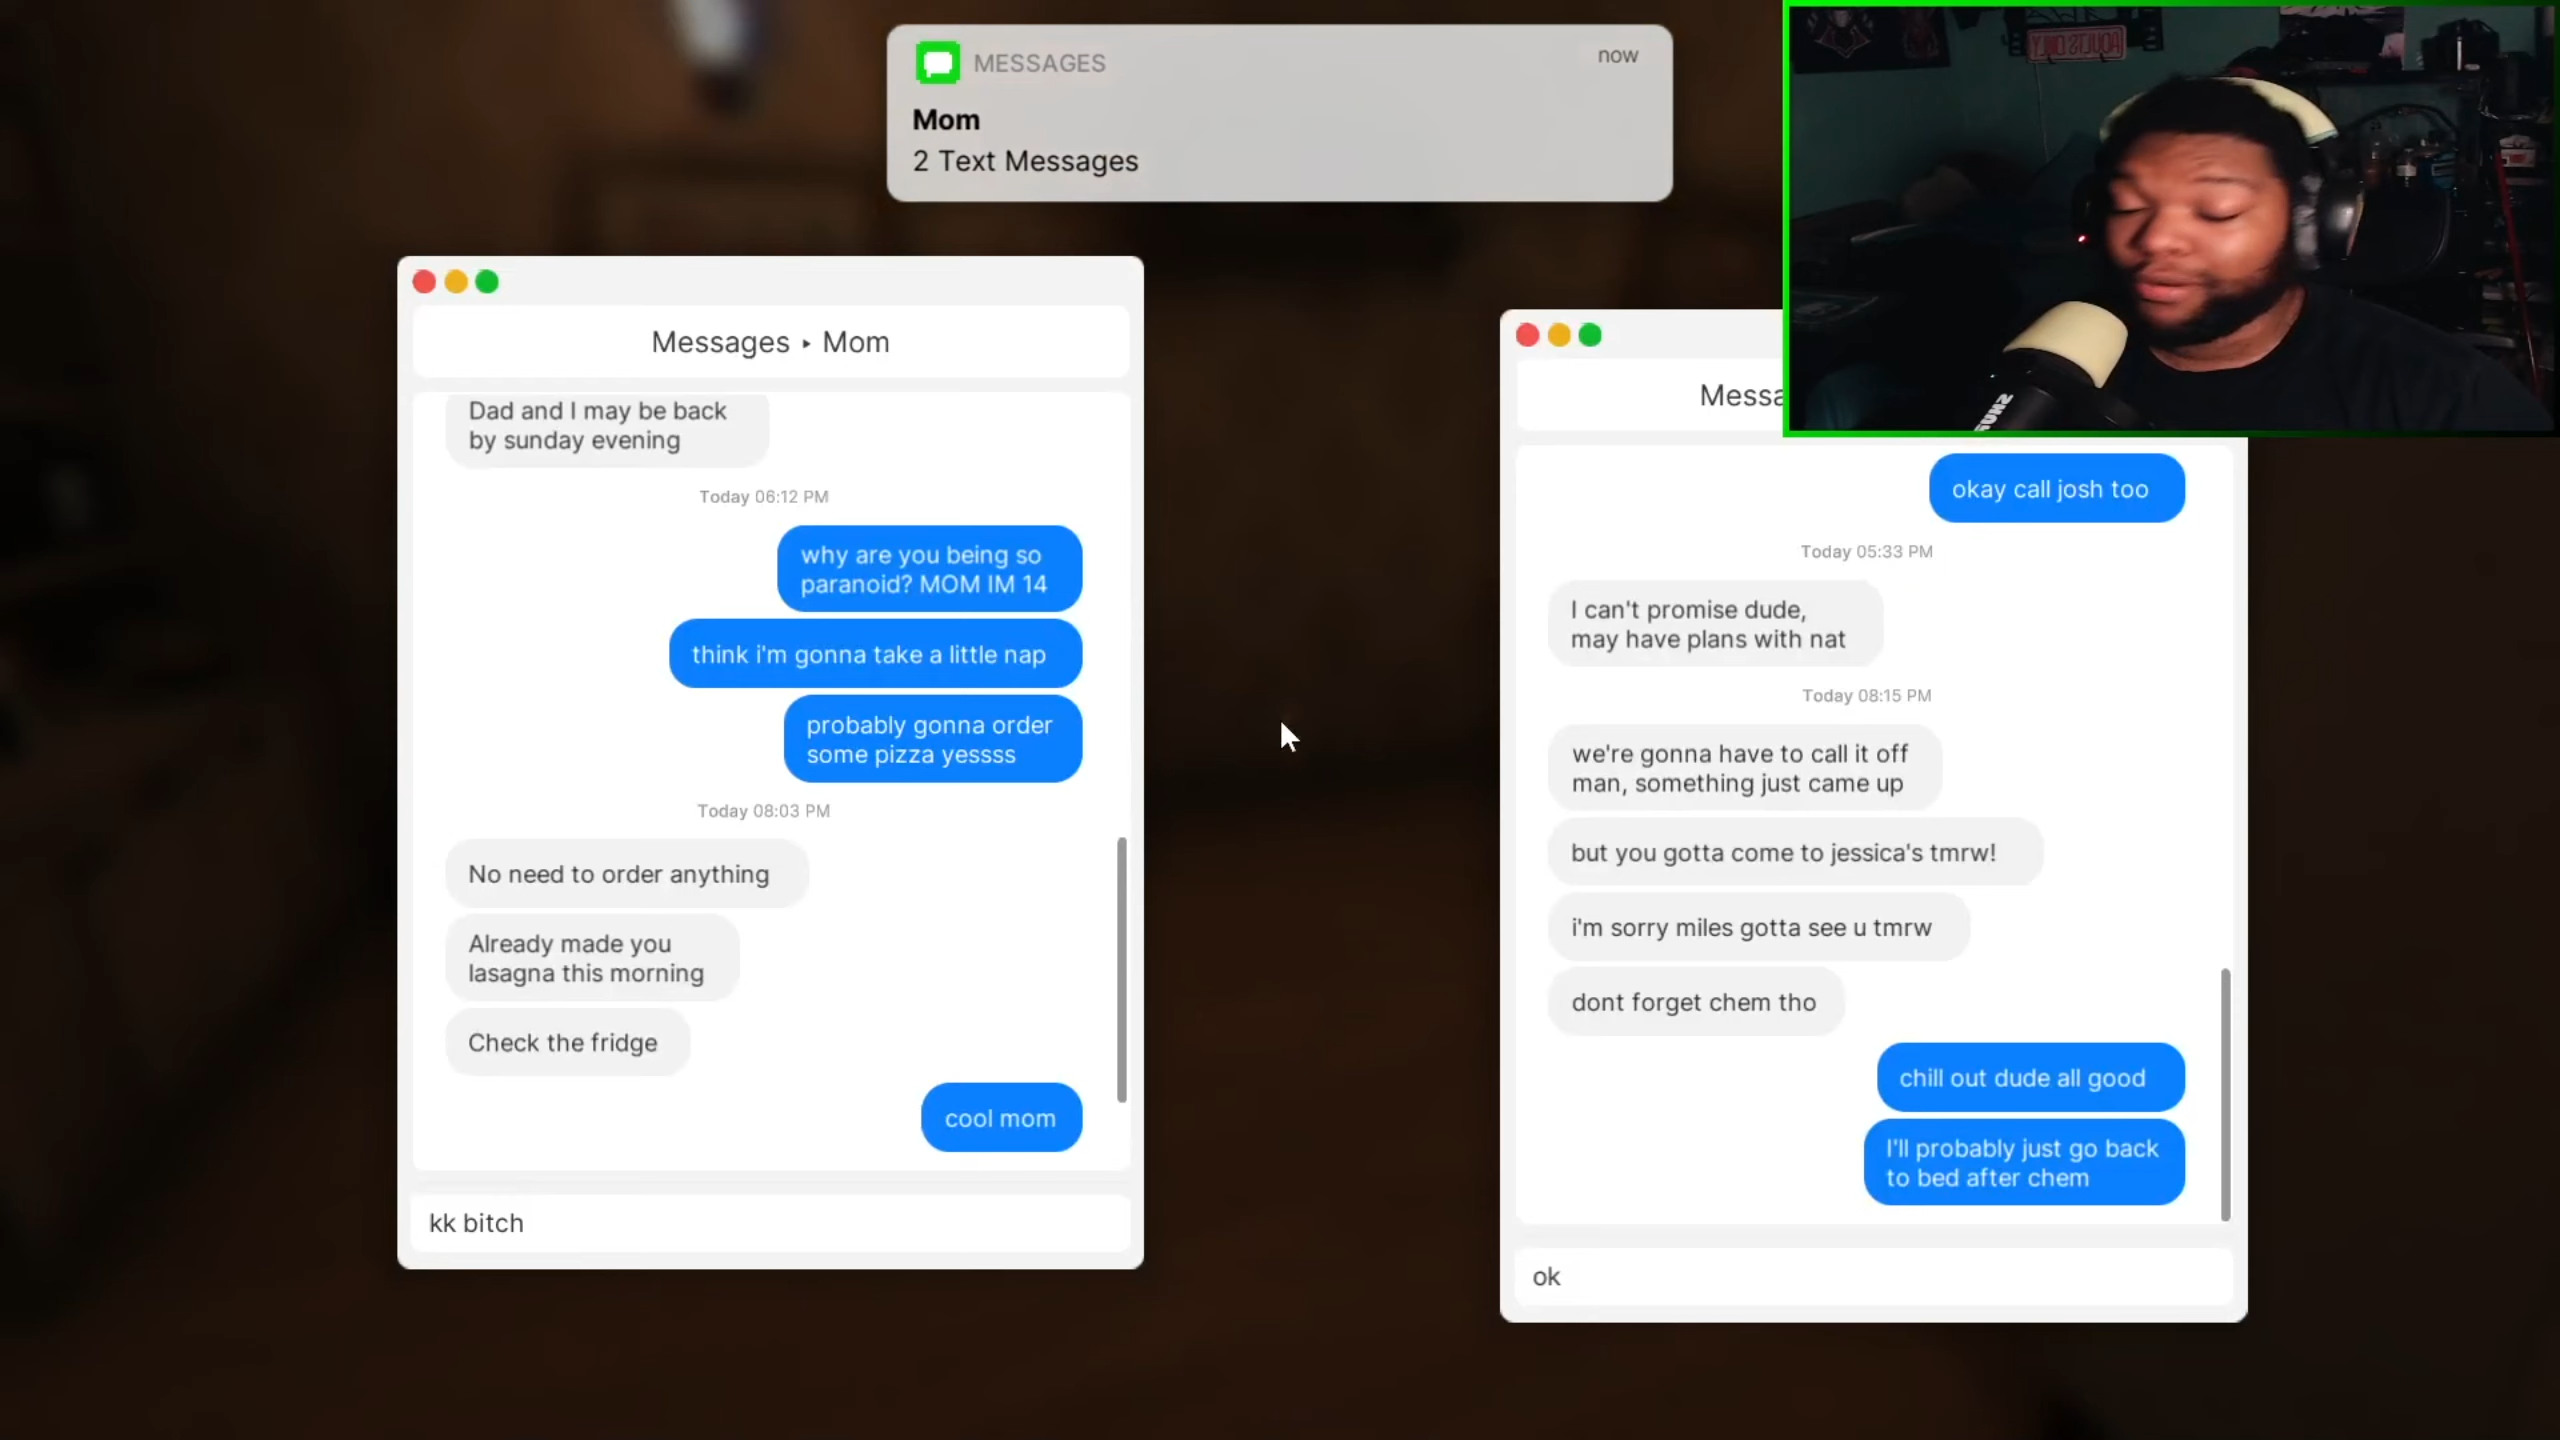 MESSAGES
now
Mom
2 Text Messages
Messages ‣ Mom
Dad and I may be back
by sunday evening
Today 06:12 PM
why are you being so
paranoid? MOM IM 14
think i'm gonna take a little nap
probably gonna order
some pizza yessss
Today 08:03 PM
No need to order anything
Already made you
lasagna this morning
Check the fridge
cool mom
kk bitch
Messa
okay call josh too
Today 05:33 PM
I can't promise dude,
may have plans with nat
Today 08:15 PM
we're gonna have to call it off
man, something just came up
but you gotta come to jessica's tmrw!
i'm sorry miles gotta see u tmrw
dont forget chem tho
chill out dude all good
I'll probably just go back
to bed after chem
ok